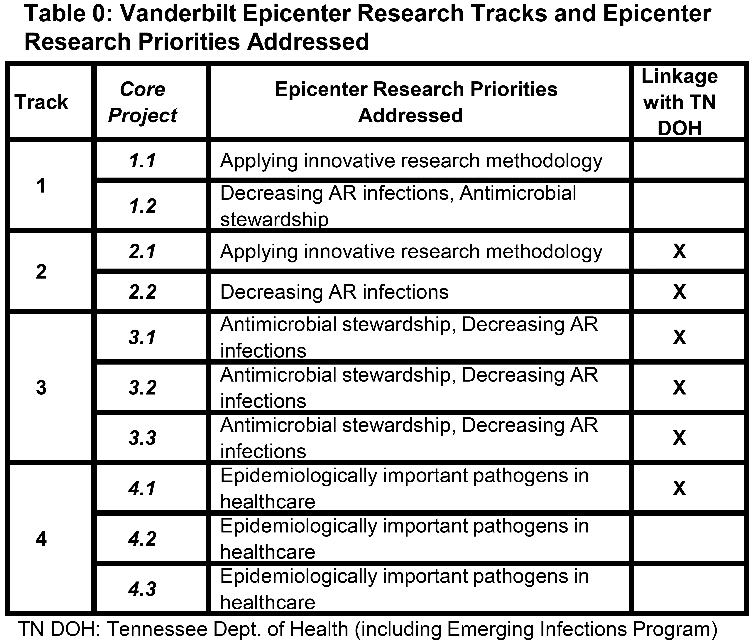 Table 0: Vanderbilt Epicenter Research Tracks and Epicenter
Research Priorities Addressed
Track
Core
Project
Epicenter Research Priorities
Addressed
Linkage
with TN
DOH
1
1.1
Applying innovative research methodology
1.2
Decreasing AR infections, Antimicrobial
stewardship
2
2.1
Applying innovative research methodology
X
2.2
Decreasing AR infections
X
3
3.1
Antimicrobial stewardship, Decreasing AR
infections
X
3.2
Antimicrobial stewardship, Decreasing AR
infections
X
3.3
Antimicrobial stewardship, Decreasing AR
infections
X
4
4.1
Epidemiologically important pathogens in
healthcare
X
4.2
Epidemiologically important pathogens in
healthcare
4.3
Epidemiologically important pathogens in
healthcare
TN DOH: Tennessee Dept. of Health (including Emerging Infections Program)